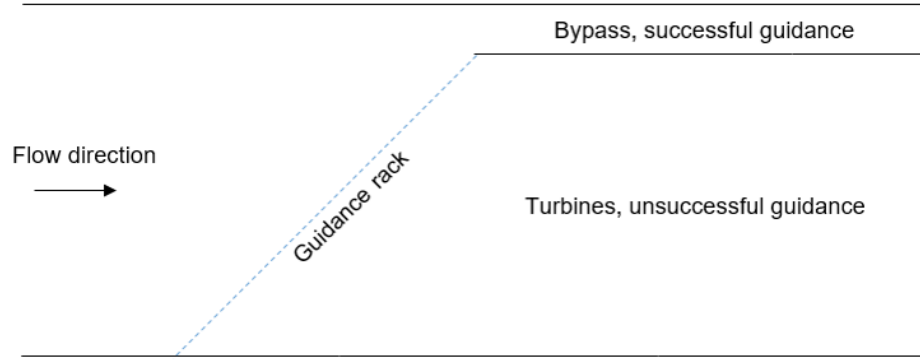 Bypass, successful guidance
Flow direction
Guidance rack
Turbines, unsuccessful guidance